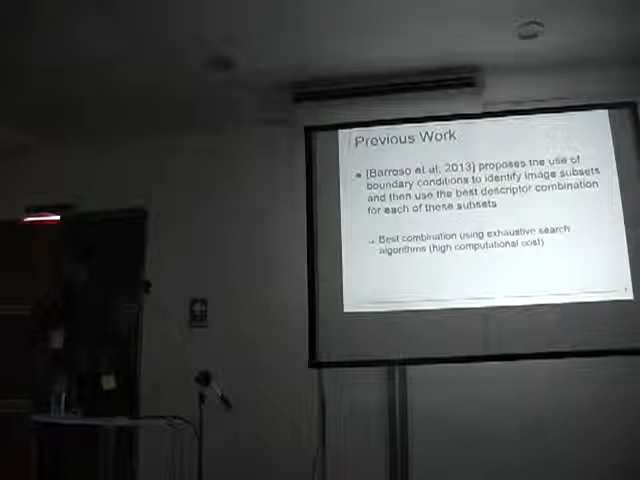 Previous Work
[Barroso et al, 2013] proposes the use of
boundary conditions to identify image subsets
and then use the best descriptor combination
for each of these subsets
Best combination using exhaustive search
algorithms (high computational cost)